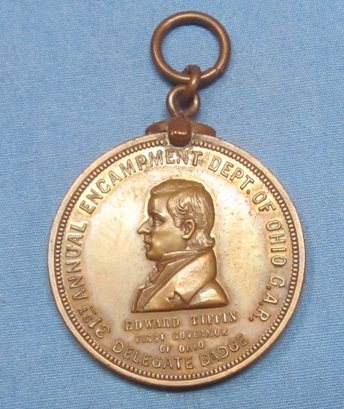 31ST ANNUAL ENCAMPMENT DEPT. OF OHIO G.A.R.
EDWARD TIFFIN
FIRST GOVERNOR
OF OHIO
DELEGATE BADGE